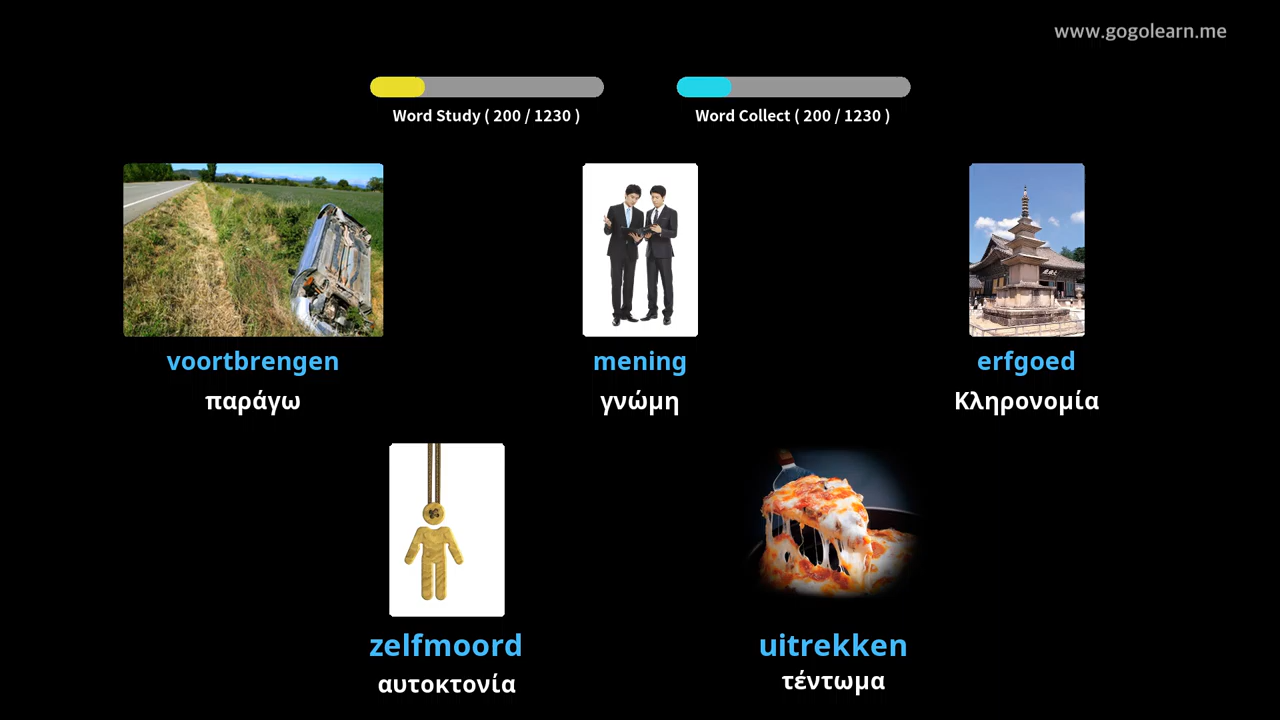 www.gogolearn.me
Word Study ( 200 / 1230 )
Word Collect ( 200 / 1230 )
voortbrengen
παράγω
mening
γνώμη
erfgoed
Κληρονομία
zelfmoord
αυτοκτονία
uitrekken
τέντωμα